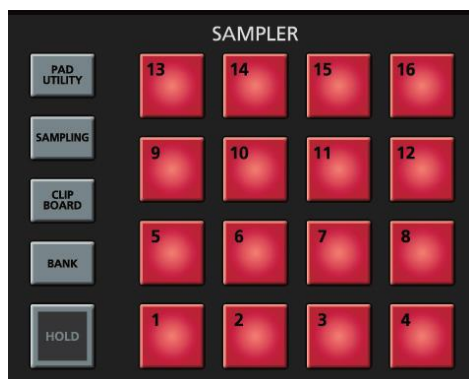 SAMPLER
PAD
UTILITY
13 14 15 16
SAMPLING
9 10 11 12
CLIP
BOARD
5 6 7 8
BANK
HOLD
1 2 3 4